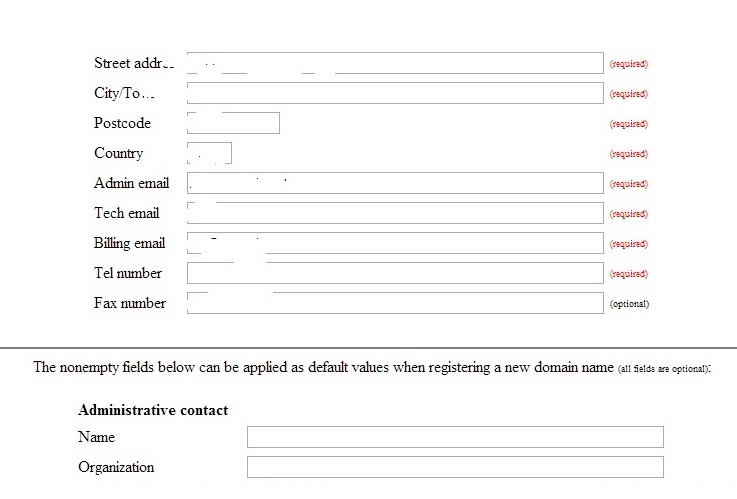 Street addr... (required)
City/To... (required)
Postcode (required)
Country (required)
Admin email (required)
Tech email (required)
Billing email (required)
Tel number (required)
Fax number (optional)
The nonempty fields below can be applied as default values when registering a new domain name (all fields are optional):
Administrative contact
Name
Organization